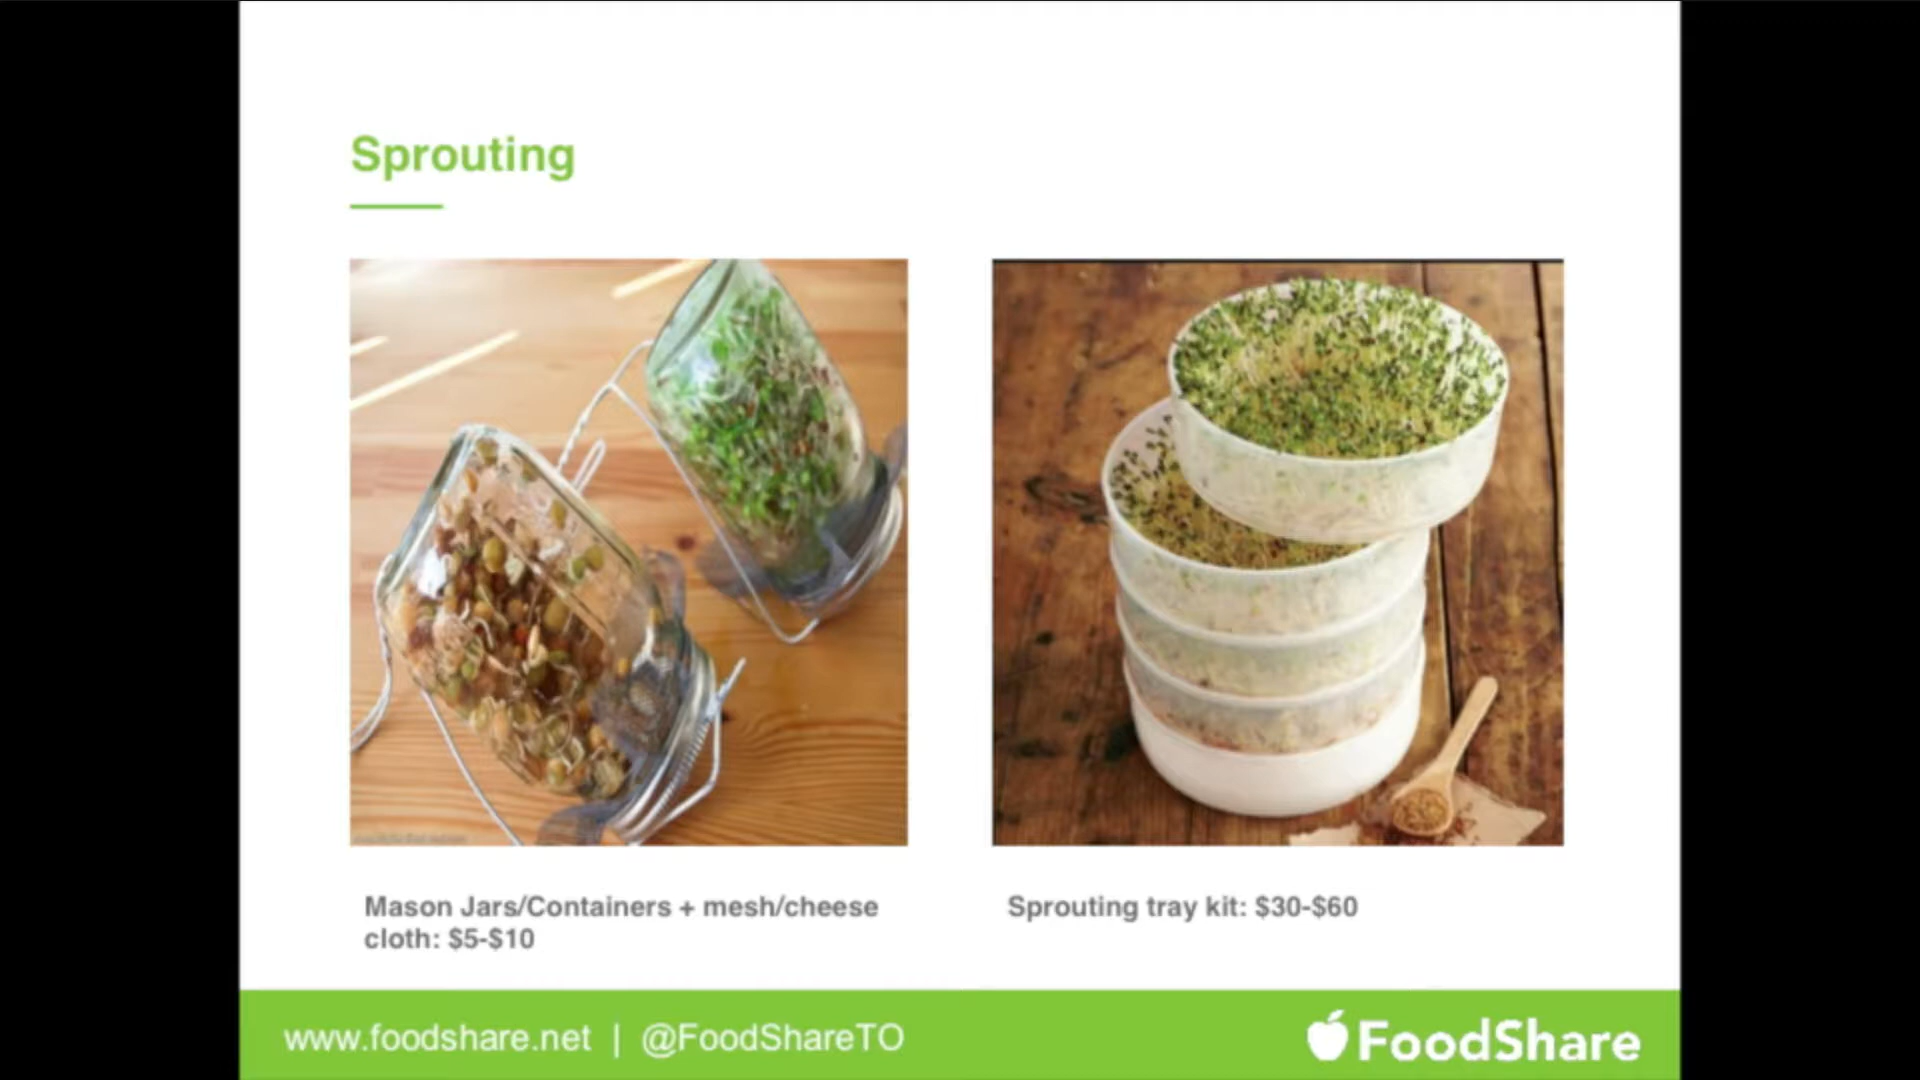 Sprouting
Mason Jars/Containers + mesh/cheese
cloth: $5-$10
Sprouting tray kit: $30-$60
www.foodshare.net | @FoodShareTO
FoodShare